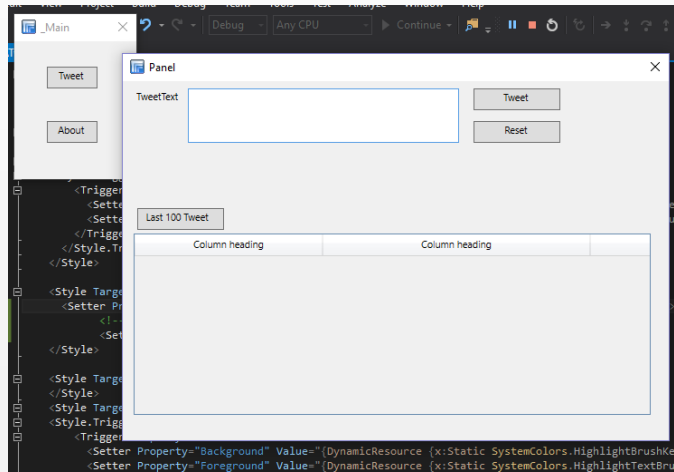 Debug
Any CPU
Continue
_Main
Tweet
About
Panel
TweetText
Tweet
Reset
Last 100 Tweet
Column heading Column heading
<Trigger
<Sette
<Sette
</Trigge
</Style.Tr
</Style>
<Style Targe
<Setter Pr
<!--
<Set
</Style>
<Style Targe
</Style>
<Style Targe
<Style.Trigg
<Trigger
<Setter Property="Background" Value="{DynamicResource {x:Static SystemColors.HighlightBrushKe
<Setter Property="Foreground" Value="{DynamicResource {x:Static SystemColors.HighlightTextBru